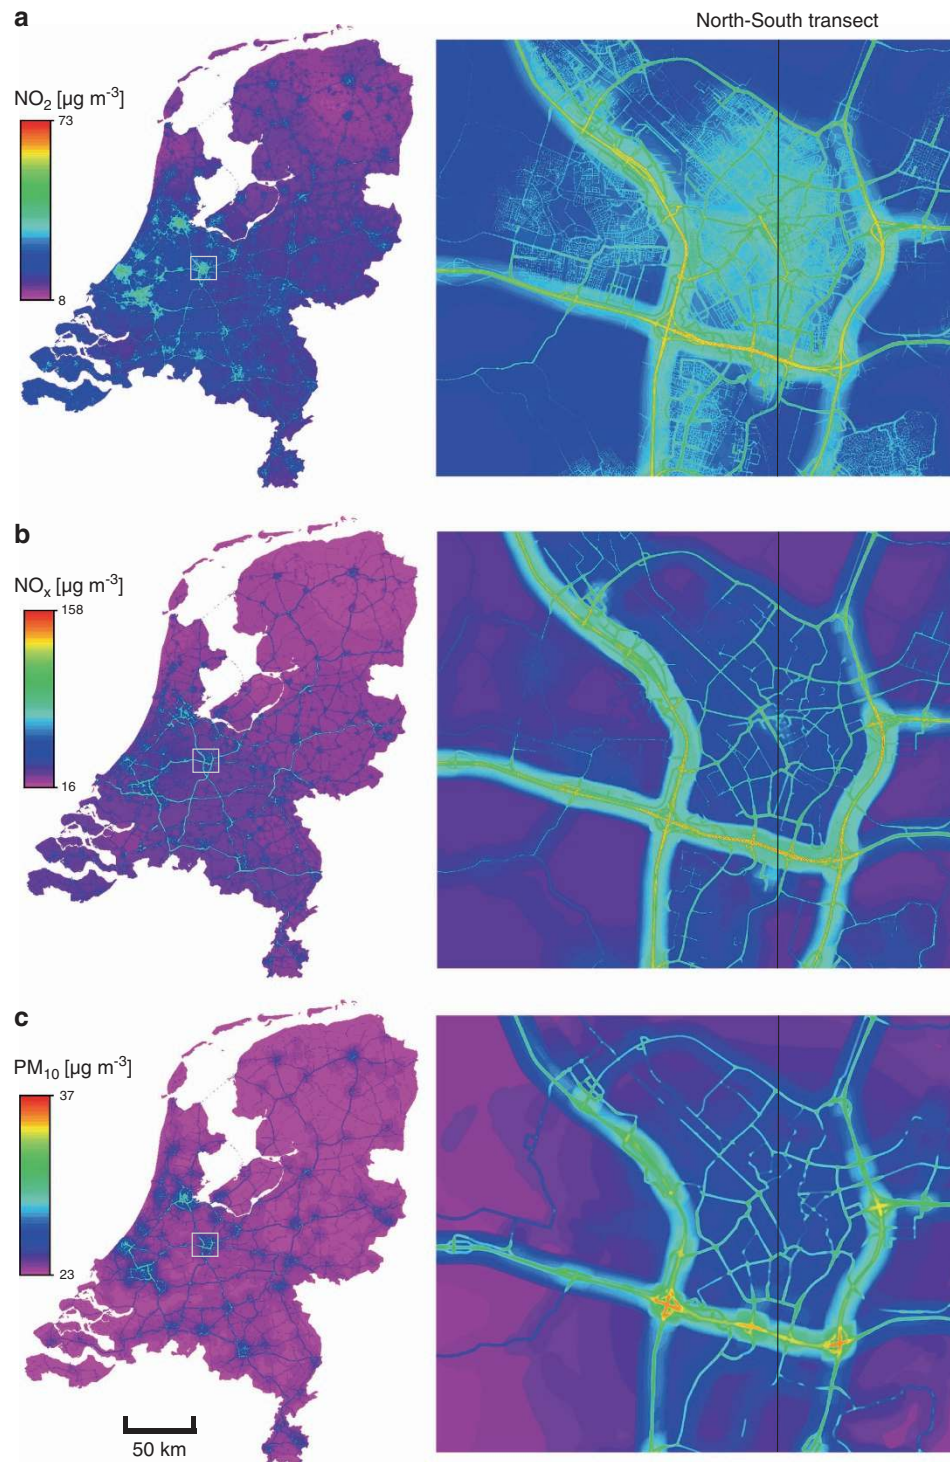 a
North-South transect
NO₂ [µg m⁻³]
73
8
b
NOₓ [µg m⁻³]
158
16
c
PM₁₀ [µg m⁻³]
37
23
50 km